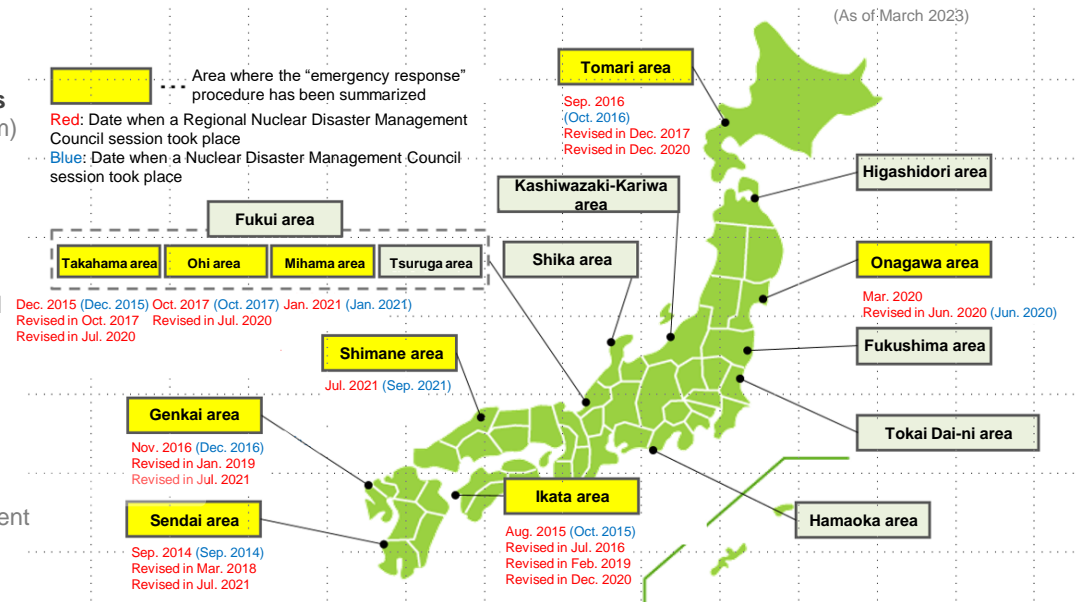 (As of March 2023)
Area where the “emergency response”
procedure has been summarized
Red: Date when a Regional Nuclear Disaster Management
Council session took place
Blue: Date when a Nuclear Disaster Management Council
session took place
Tomari area
Sep. 2016
(Oct. 2016)
Revised in Dec. 2017
Revised in Dec. 2020
Kashiwazaki-Kariwa
area
Higashidori area
Fukui area
Takahama area
Ohi area
Mihama area
Tsuruga area
Dec. 2015 (Dec. 2015)
Revised in Oct. 2017
Revised in Jul. 2020
Oct. 2017 (Oct. 2017)
Revised in Jul. 2020
Jan. 2021 (Jan. 2021)
Shika area
Onagawa area
Mar. 2020
Revised in Jun. 2020 (Jun. 2020)
Fukushima area
Shimane area
Jul. 2021 (Sep. 2021)
Genkai area
Nov. 2016 (Dec. 2016)
Revised in Jan. 2019
Revised in Jul. 2021
Tokai Dai-ni area
Sendai area
Sep. 2014 (Sep. 2014)
Revised in Mar. 2018
Revised in Jul. 2021
Ikata area
Aug. 2015 (Oct. 2015)
Revised in Jul. 2016
Revised in Feb. 2019
Revised in Dec. 2020
Hamaoka area